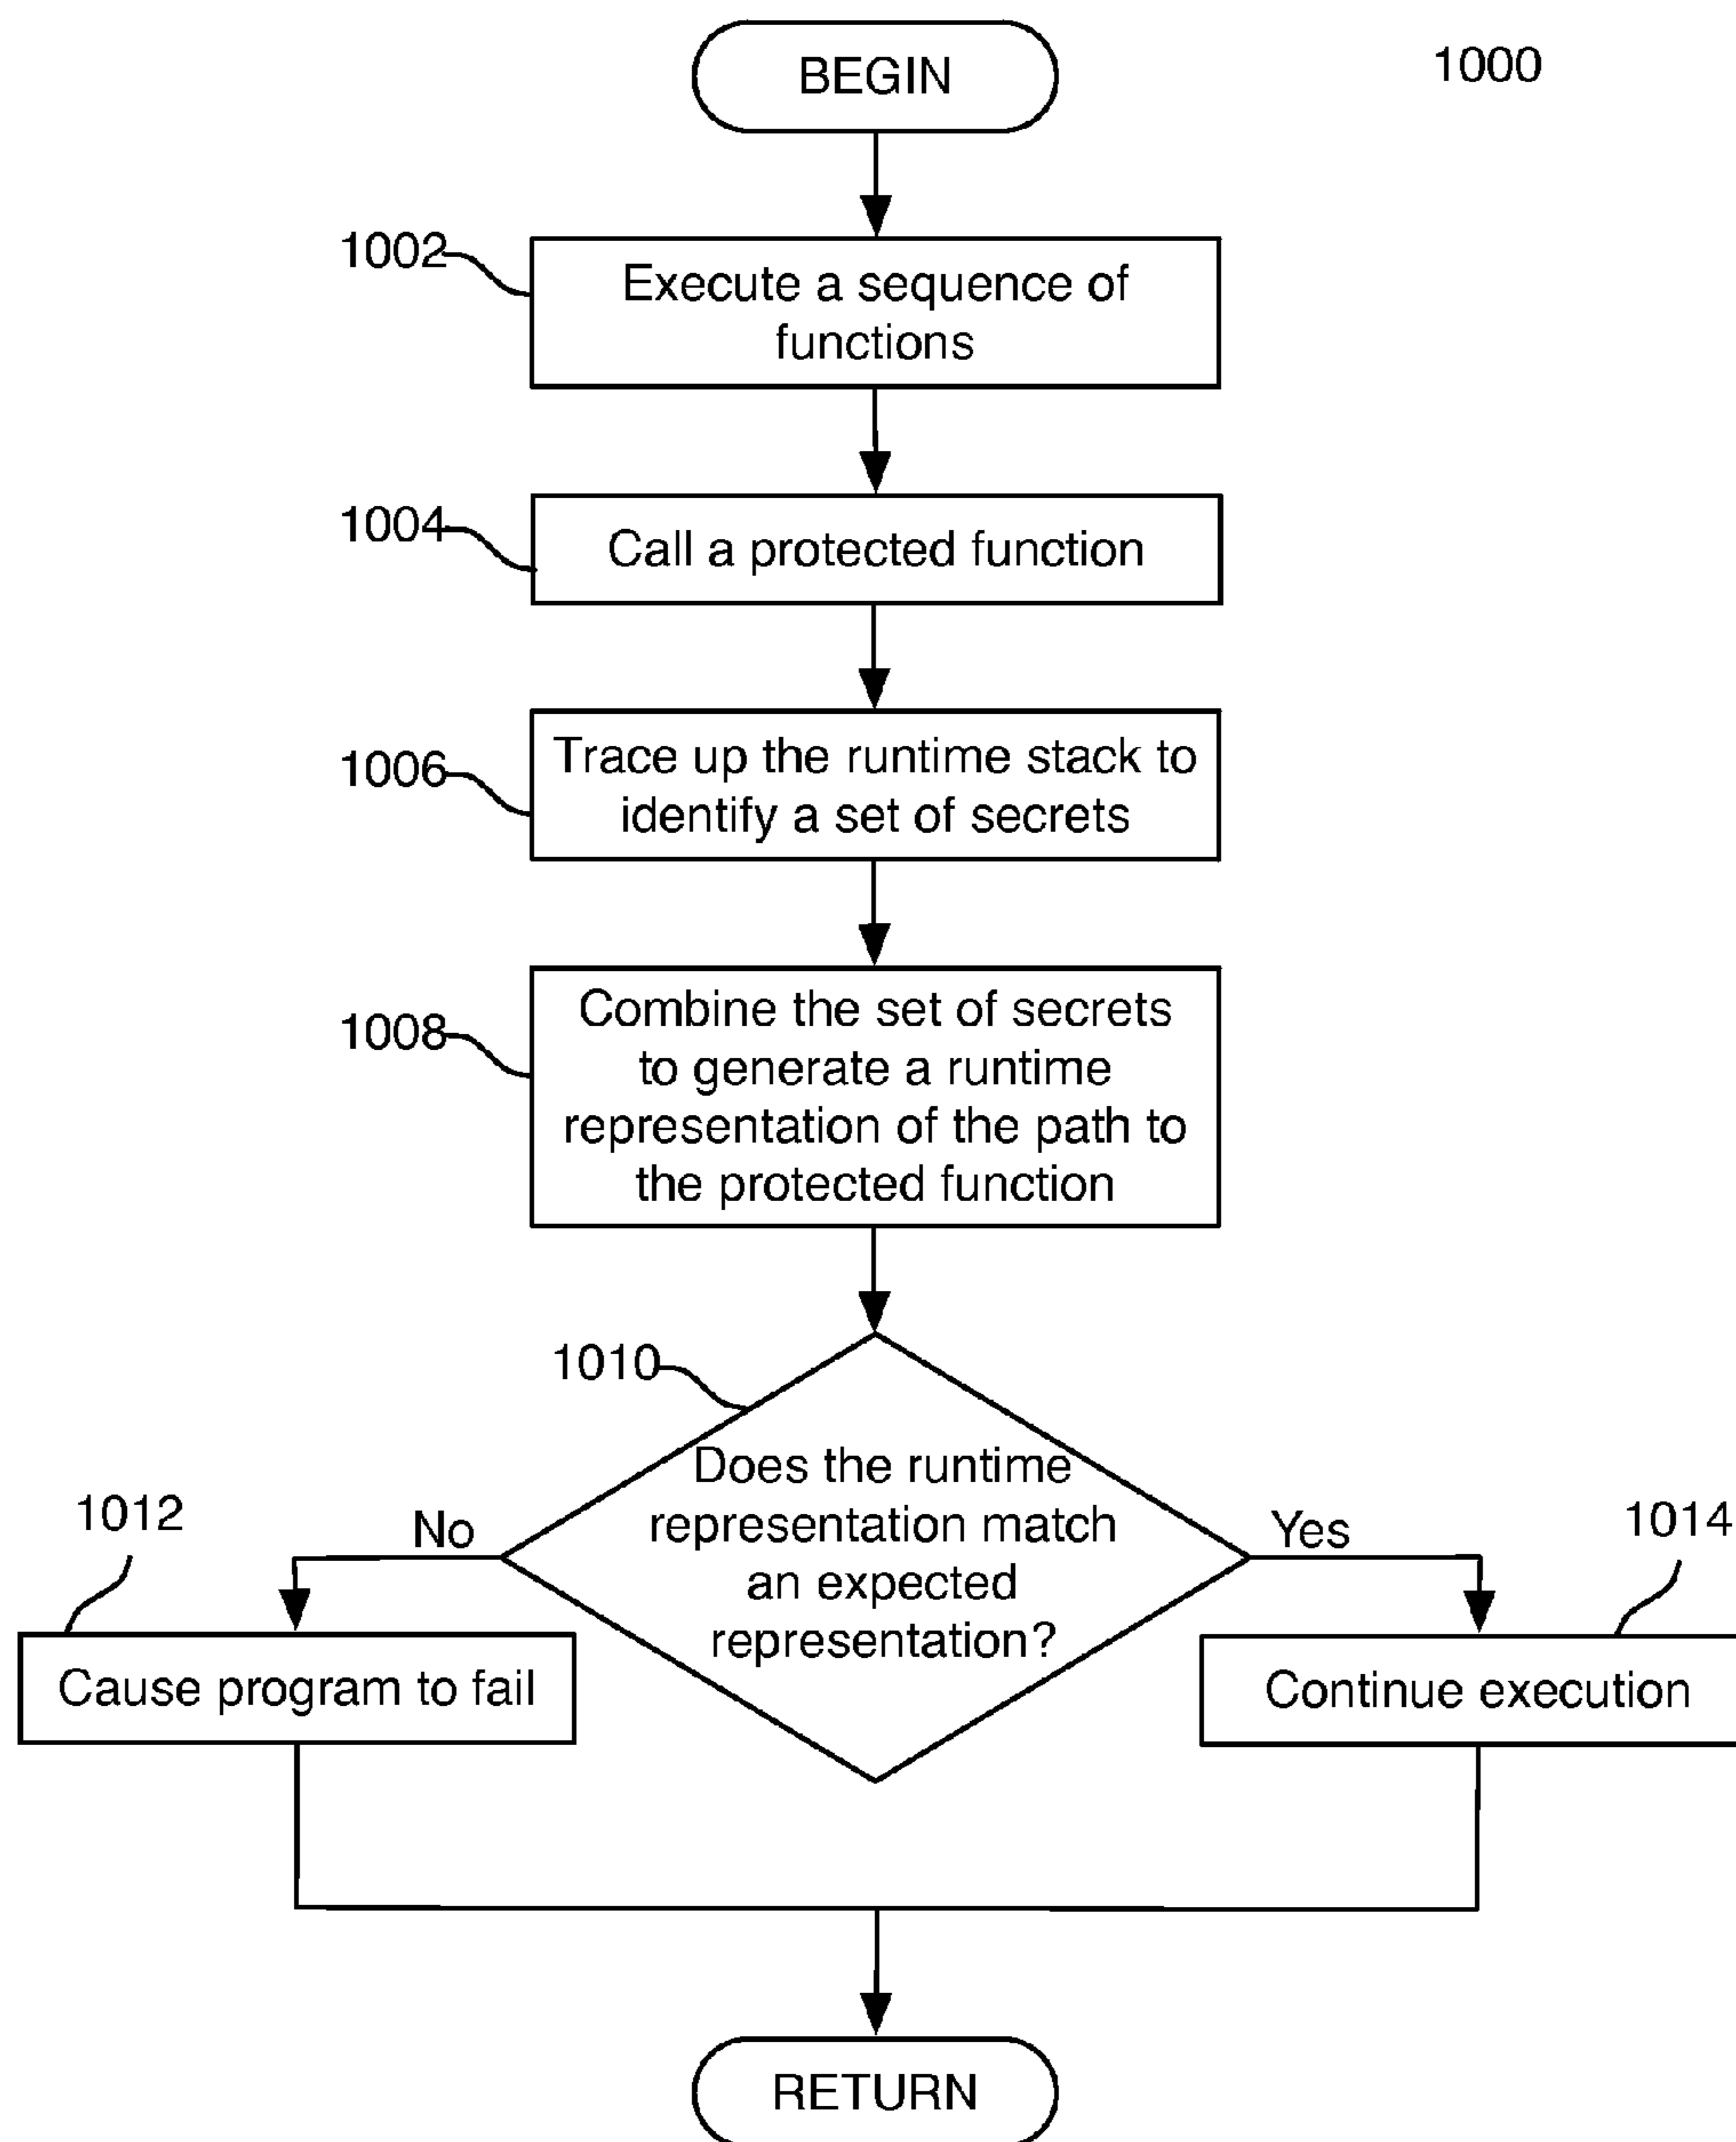 BEGIN
1000
1002
Execute a sequence of
functions
1004
Call a protected function
1006
Trace up the runtime stack to
identify a set of secrets
1008
Combine the set of secrets
to generate a runtime
representation of the path to
the protected function
1010
Does the runtime
representation match
an expected
representation?
No
Yes
1012
Cause program to fail
1014
Continue execution
RETURN